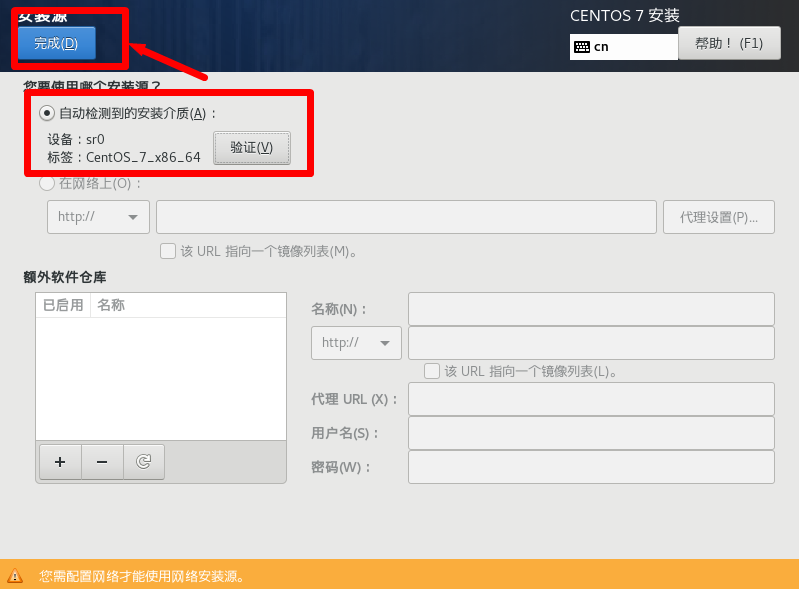 安装源
CENTOS 7 安装
完成(D)
cn
帮助！(F1)
您要使用哪个安装源？
自动检测到的安装介质(A)：
设备：sr0
标签：CentOS_7_x86_64
验证(V)
在网络上(O)：
http://
代理设置(P)...
该 URL 指向一个镜像列表(M)。
额外软件仓库
已启用 名称
名称(N)：
http://
该 URL 指向一个镜像列表(L)。
代理 URL (X)：
用户名(S)：
密码(W)：
您需配置网络才能使用网络安装源。